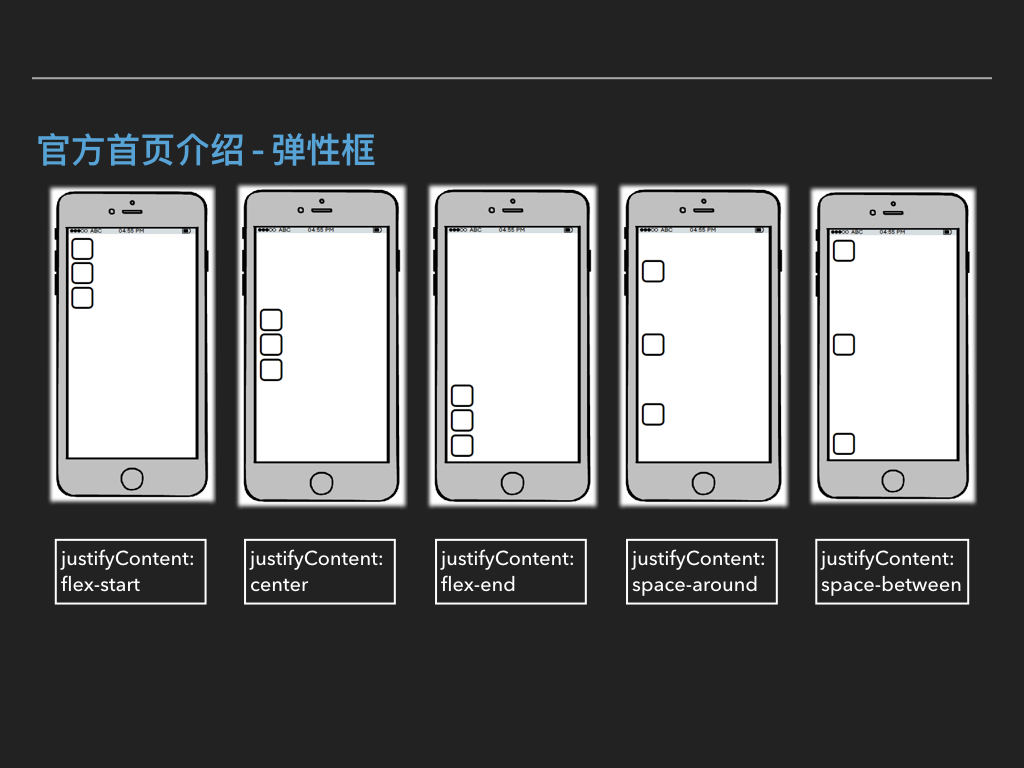 官方首页介绍 - 弹性框
ABC 04:55 PM
ABC 04:55 PM
ABC 04:55 PM
ABC 04:55 PM
ABC 04:55 PM
justifyContent:
flex-start
justifyContent:
center
justifyContent:
flex-end
justifyContent:
space-around
justifyContent:
space-between